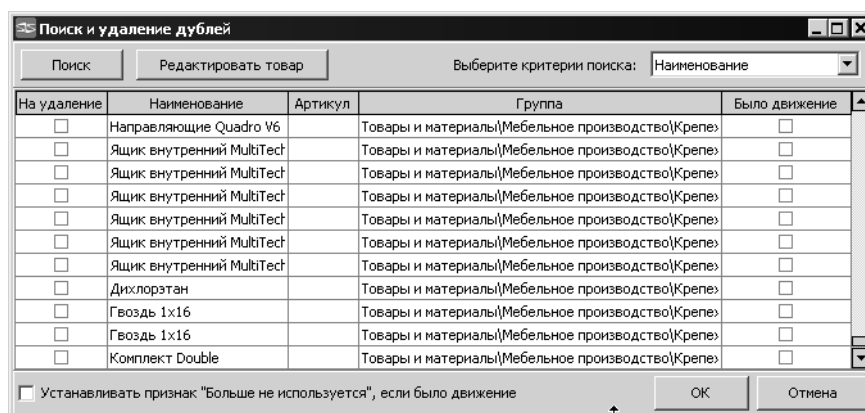 Поиск и удаление дублей
Поиск Редактировать товар Выберите критерии поиска: Наименование
На удаление Наименование Артикул Группа Было движение
Направляющие Quadro V6 Товары и материалы\Мебельное производство\Крепе
Ящик внутренний MultiTech Товары и материалы\Мебельное производство\Крепе
Ящик внутренний MultiTech Товары и материалы\Мебельное производство\Крепе
Ящик внутренний MultiTech Товары и материалы\Мебельное производство\Крепе
Ящик внутренний MultiTech Товары и материалы\Мебельное производство\Крепе
Ящик внутренний MultiTech Товары и материалы\Мебельное производство\Крепе
Ящик внутренний MultiTech Товары и материалы\Мебельное производство\Крепе
Дихлорэтан Товары и материалы\Мебельное производство\Крепе
Гвоздь 1x16 Товары и материалы\Мебельное производство\Крепе
Гвоздь 1x16 Товары и материалы\Мебельное производство\Крепе
Комплект Double Товары и материалы\Мебельное производство\Крепе
Устанавливать признак "Больше не используется", если было движение ОК Отмена